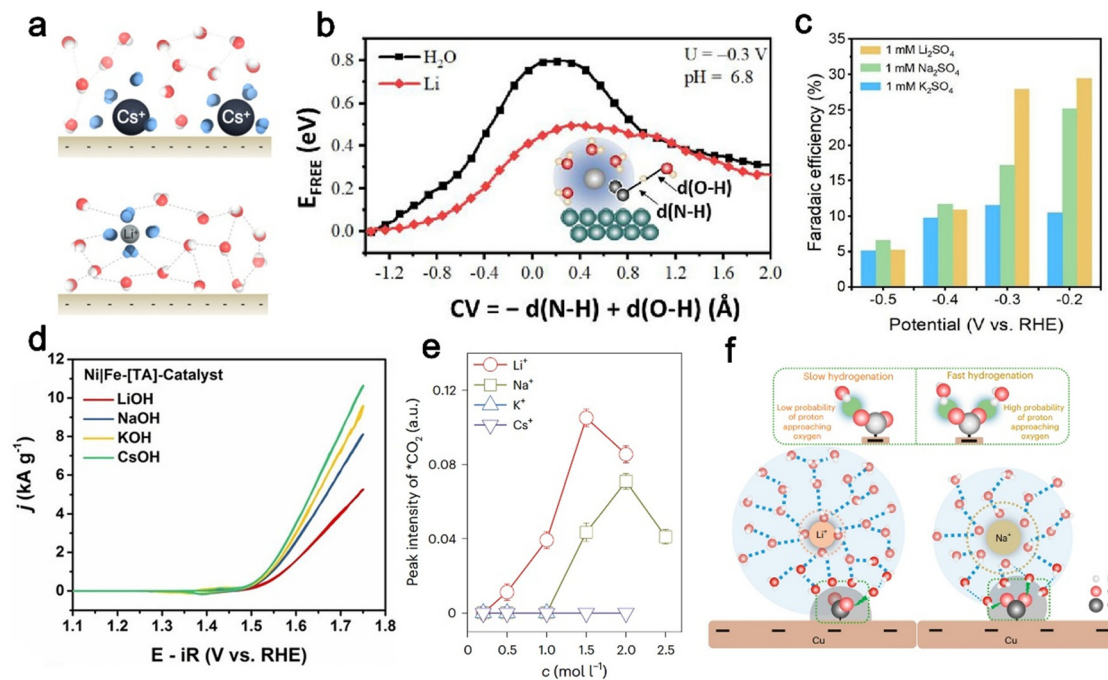 a
Cs⁺
Cs⁺
- - - - - - - - - -
Li⁺
- - - - - - - - - -
b
H₂O
Li
U = –0.3 V
pH = 6.8
E_FREE (eV)
0.8
0.6
0.4
0.2
0.0
d(O-H)
d(N-H)
-1.2 -0.8 -0.4 0.0 0.4 0.8 1.2 1.6 2.0
CV = – d(N-H) + d(O-H) (Å)
c
1 mM Li₂SO₄
1 mM Na₂SO₄
1 mM K₂SO₄
Faradaic efficiency (%)
35
30
25
20
15
10
5
0
-0.5 -0.4 -0.3 -0.2
Potential (V vs. RHE)
d
Ni|Fe-[TA]-Catalyst
LiOH
NaOH
KOH
CsOH
j (kA g⁻¹)
12
10
8
6
4
2
0
1.1 1.2 1.3 1.4 1.5 1.6 1.7 1.8
E - iR (V vs. RHE)
e
Li⁺
Na⁺
K⁺
Cs⁺
Peak intensity of *CO₂ (a.u.)
0.12
0.08
0.04
0
0.5 1.0 1.5 2.0 2.5
c (mol l⁻¹)
f
Slow hydrogenation
Fast hydrogenation
Low probability
of proton
approaching
oxygen
High probability
of proton
approaching
oxygen
Li⁺
Na⁺
Cu
Cu